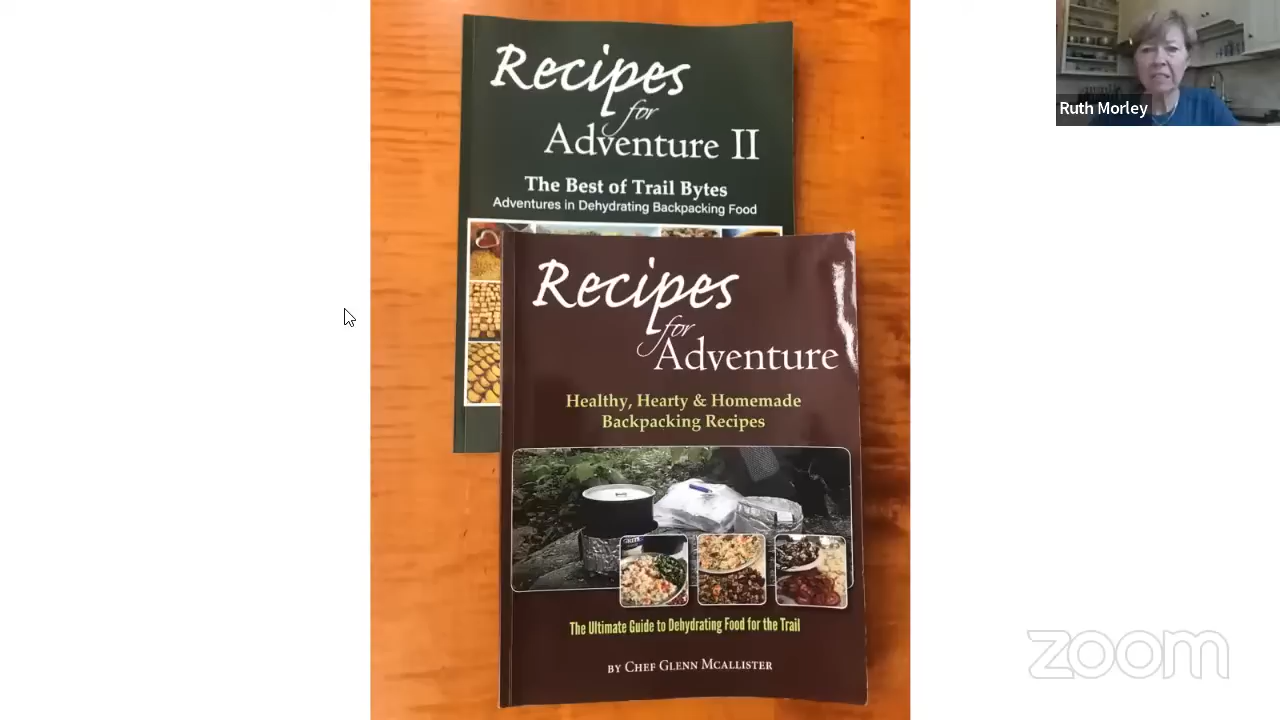 Recipes
for
Adventure II
The Best of Trail Bytes
Adventures in Dehydrating Backpacking Food
Recipes
for
Adventure
Healthy, Hearty & Homemade
Backpacking Recipes
The Ultimate Guide to Dehydrating Food for the Trail
BY CHEF GLENN MCALLISTER
Ruth Morley
zoom